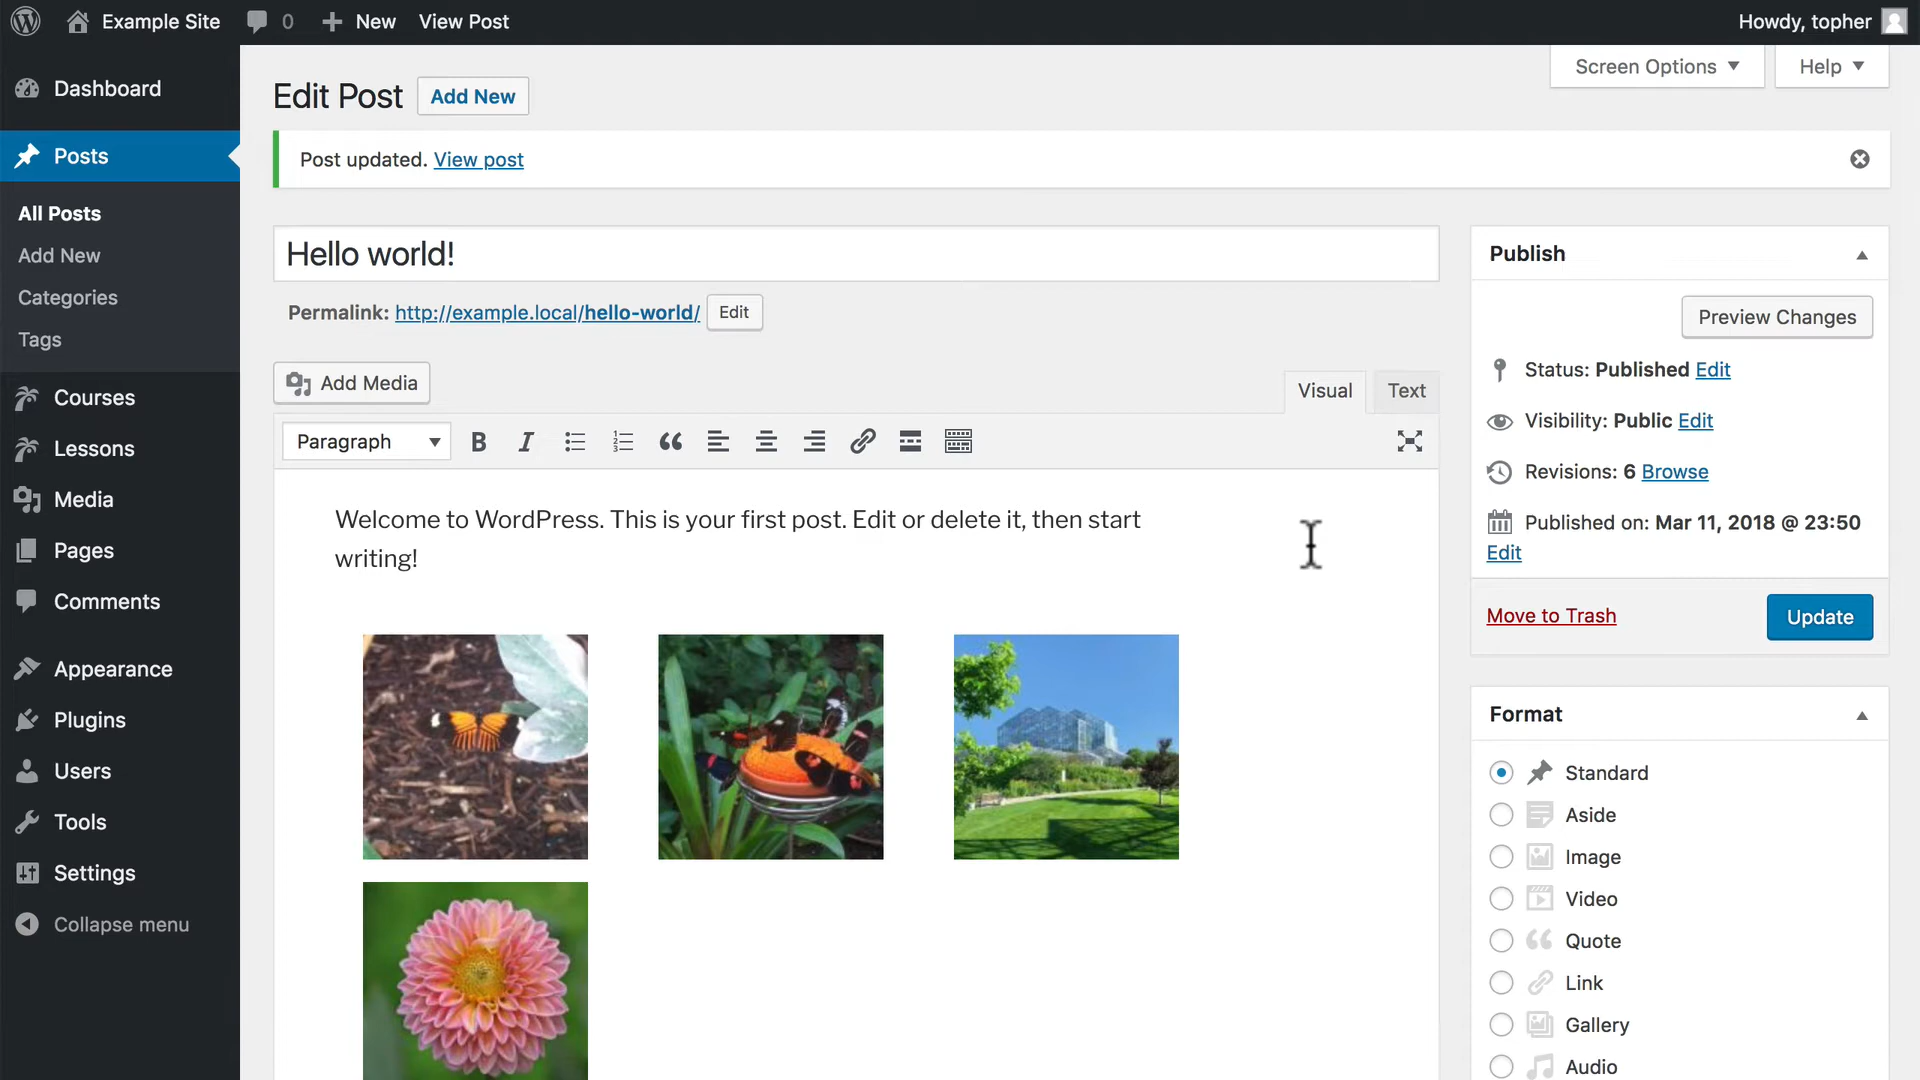 Example Site
0
New
View Post
Howdy, topher
Dashboard
Posts
All Posts
Add New
Categories
Tags
Courses
Lessons
Media
Pages
Comments
Appearance
Plugins
Users
Tools
Settings
Collapse menu
Screen Options
Help
Edit Post
Add New
Post updated. View post
Hello world!
Permalink: http://example.local/hello-world/ Edit
Add Media
Visual
Text
Paragraph
Welcome to WordPress. This is your first post. Edit or delete it, then start
writing!
Publish
Preview Changes
Status: Published Edit
Visibility: Public Edit
Revisions: 6 Browse
Published on: Mar 11, 2018 @ 23:50
Edit
Move to Trash
Update
Format
Standard
Aside
Image
Video
Quote
Link
Gallery
Audio